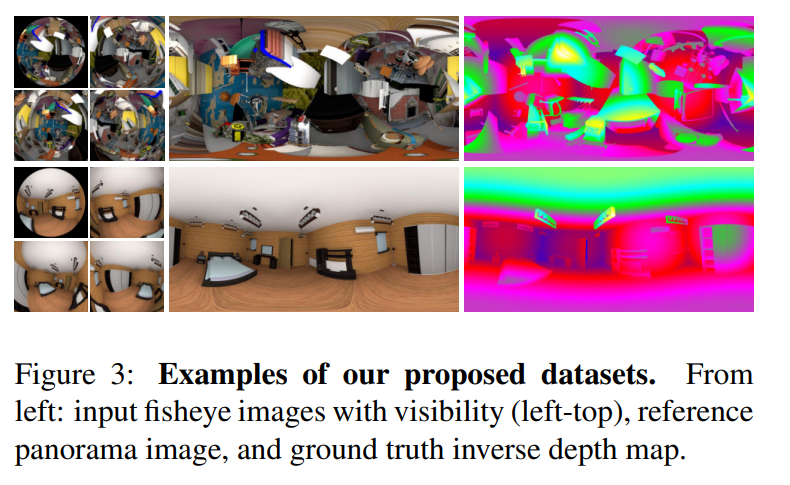 Figure 3: Examples of our proposed datasets. From
left: input fisheye images with visibility (left-top), reference
panorama image, and ground truth inverse depth map.